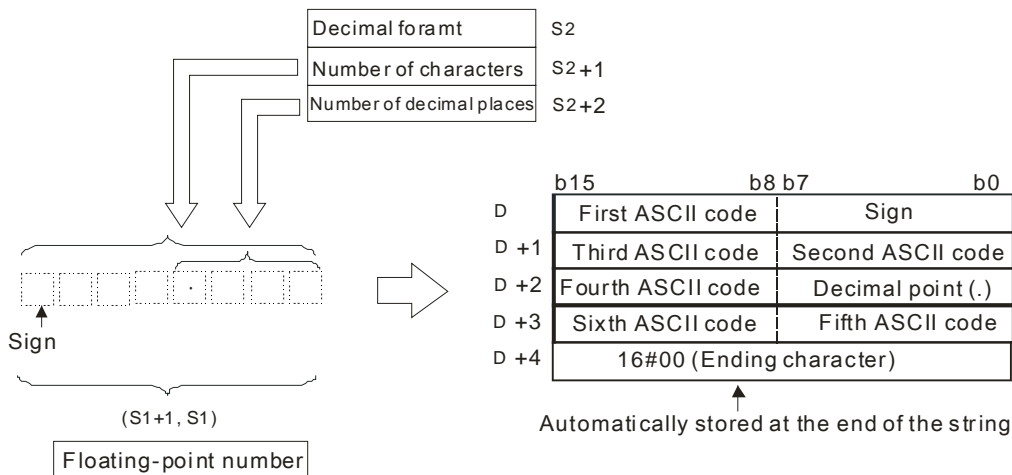 Decimal foramt S2
Number of characters S2+1
Number of decimal places S2+2
b15 b8 b7 b0
D First ASCII code Sign
D +1 Third ASCII code Second ASCII code
D +2 Fourth ASCII code Decimal point (.)
D +3 Sixth ASCII code Fifth ASCII code
D +4 16#00 (Ending character)
.
Sign
Automatically stored at the end of the string
(S1+1, S1)
Floating-point number